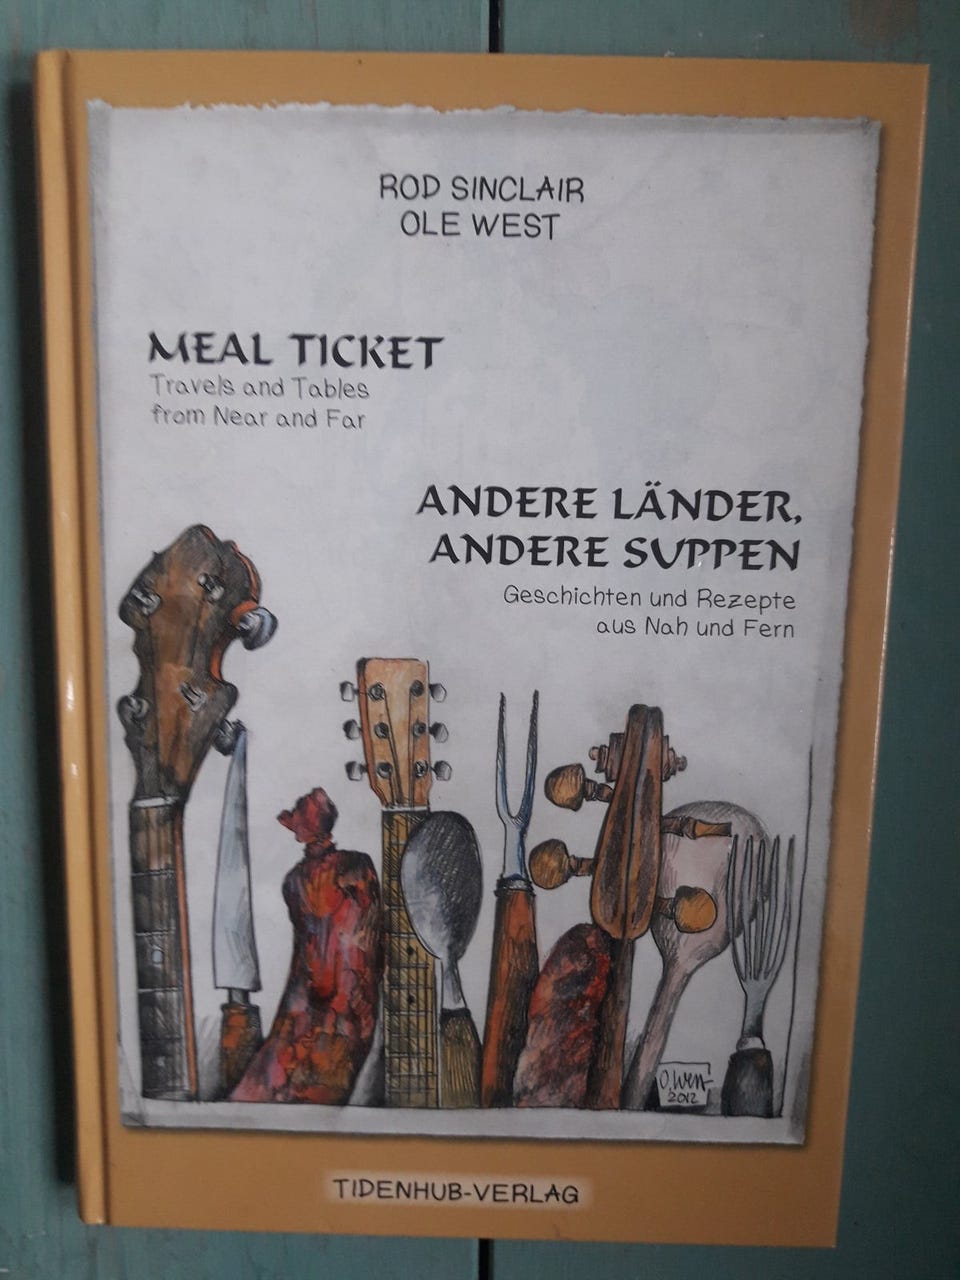 ROD SINCLAIR
OLE WEST
MEAL TICKET
Travels and Tables
from Near and Far
ANDERE LÄNDER,
ANDERE SUPPEN
Geschichten und Rezepte
aus Nah und Fern
O. West
2012
TIDENHUB-VERLAG